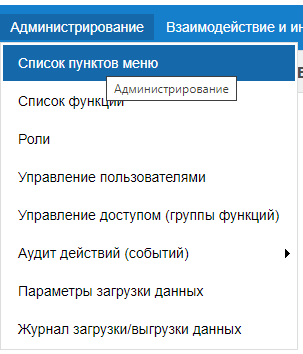 Администрирование Взаимодействие и ин
Список пунктов меню
Администрирование
Список функций
Роли
Управление пользователями
Управление доступом (группы функций)
Аудит действий (событий)
Параметры загрузки данных
Журнал загрузки/выгрузки данных